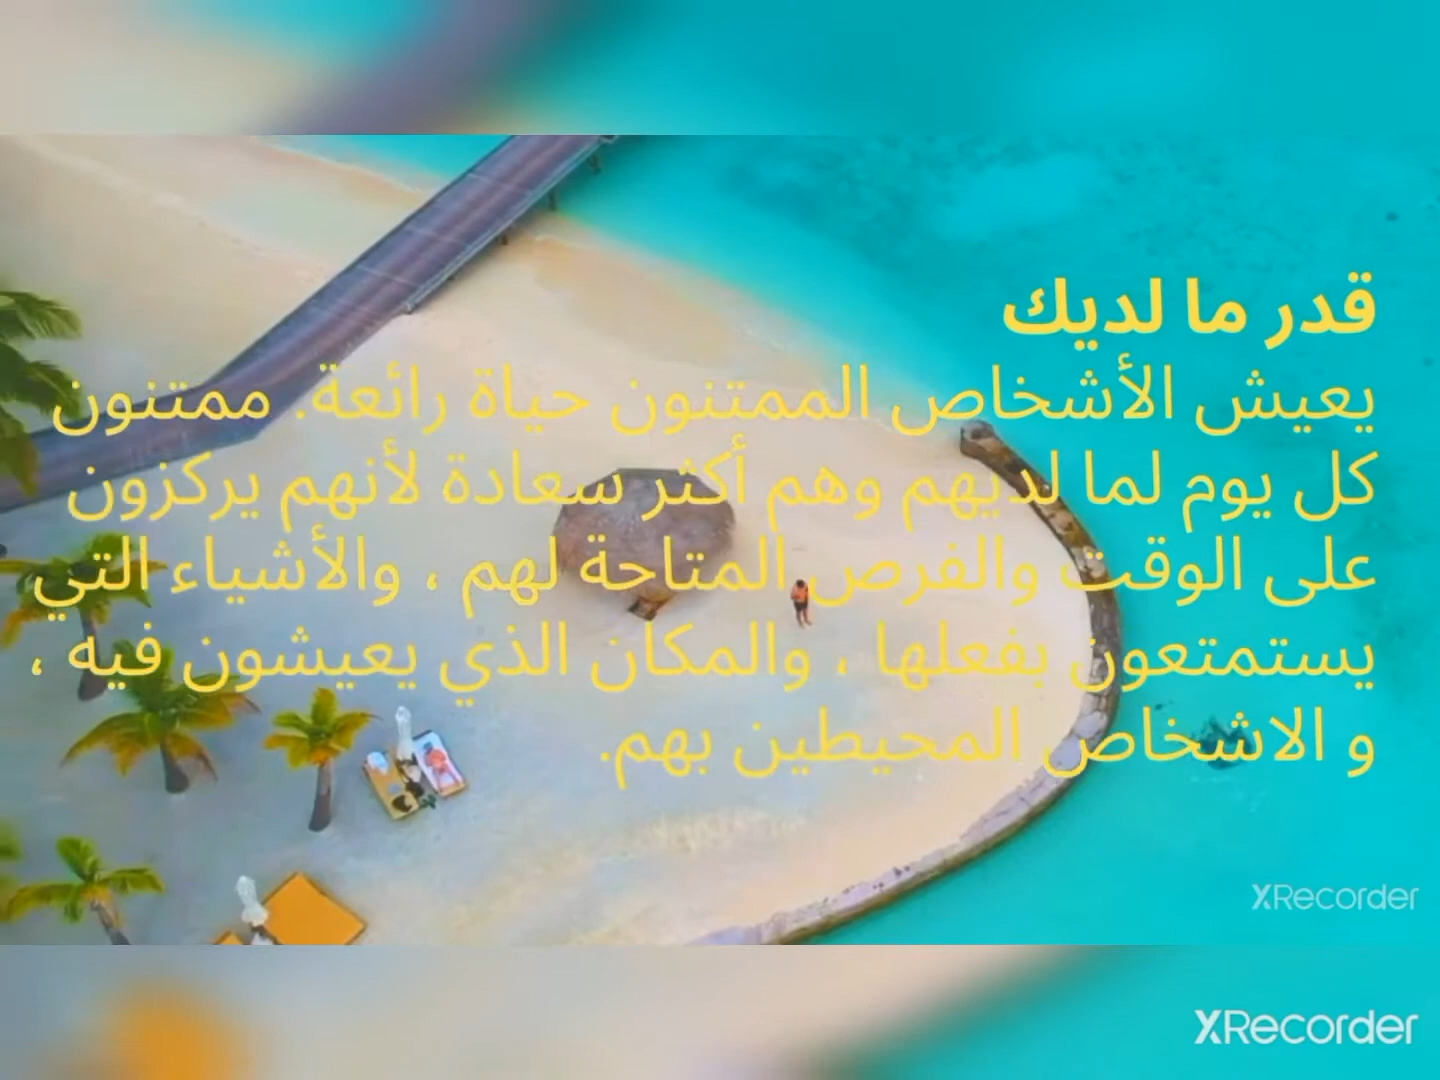 قدر ما لديك
يعيش الأشخاص الممتنون حياة رائعة. ممتنون
كل يوم لما لديهم وهم أكثر سعادة لأنهم يركزون
على الوقت والفرص المتاحة لهم ، والأشياء التي
يستمتعون بفعلها ، والمكان الذي يعيشون فيه ،
و الاشخاص المحيطين بهم.
XRecorder
XRecorder